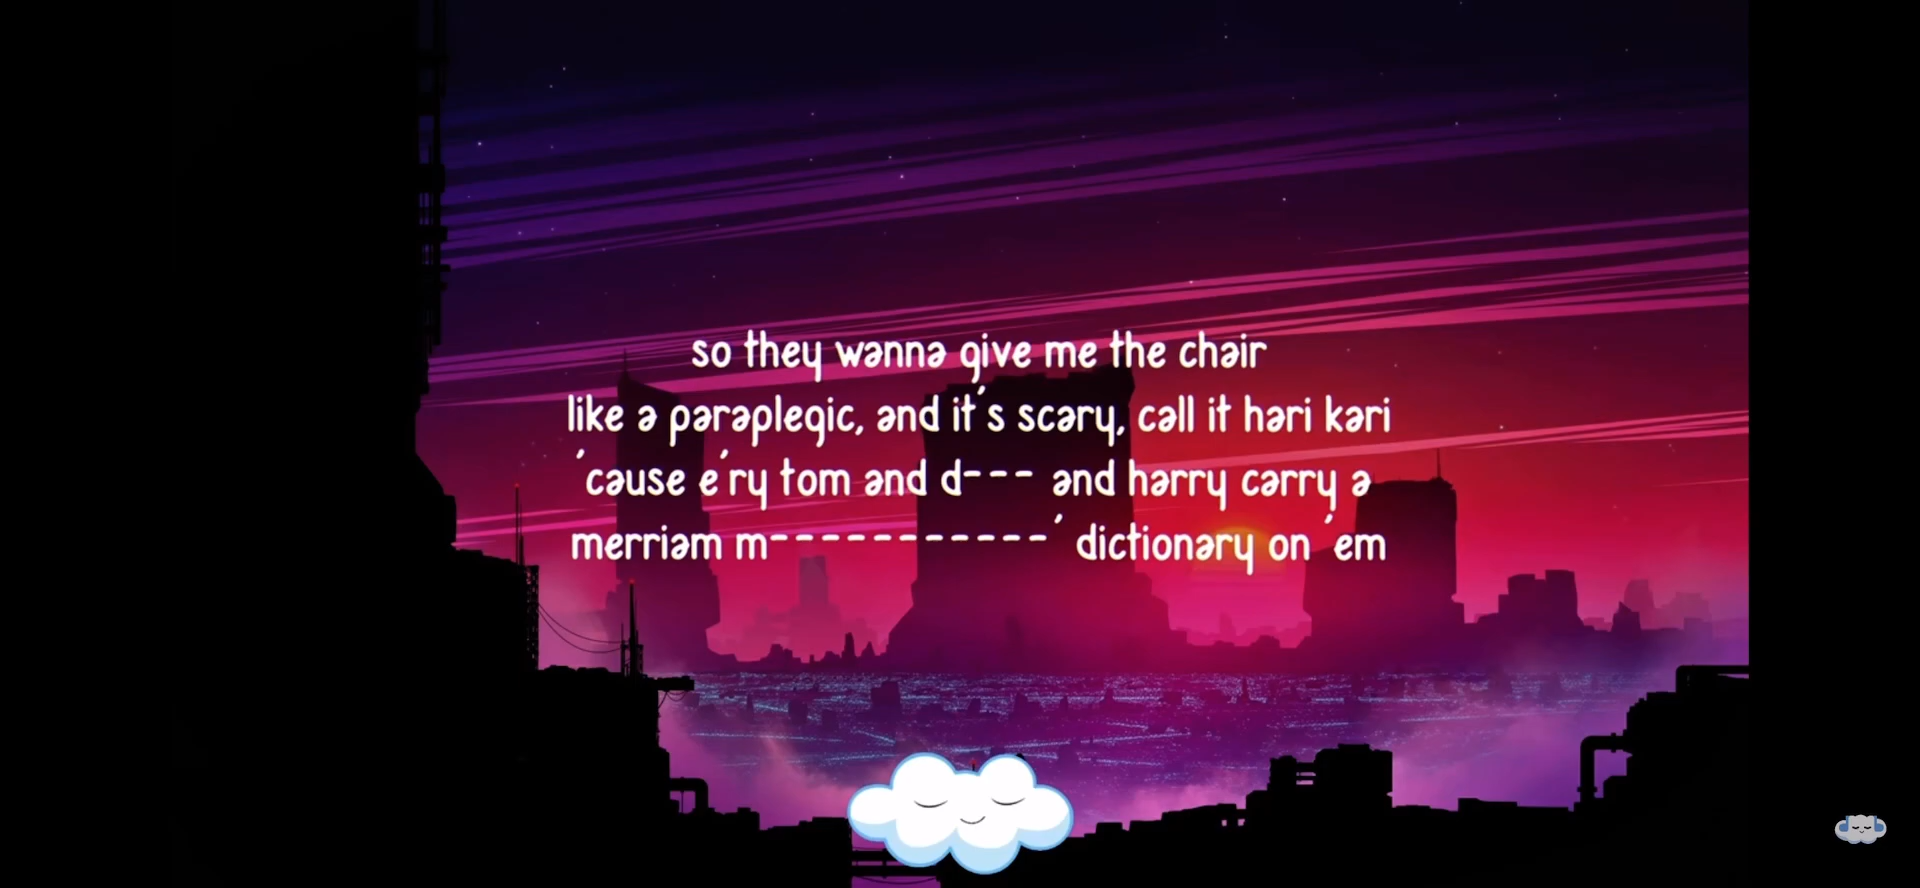 so they wanna give me the chair
like a paraplegic, and it's scary, call it hari kari
'cause e'ry tom and d--- and harry carry a
merriam m-----------' dictionary on 'em